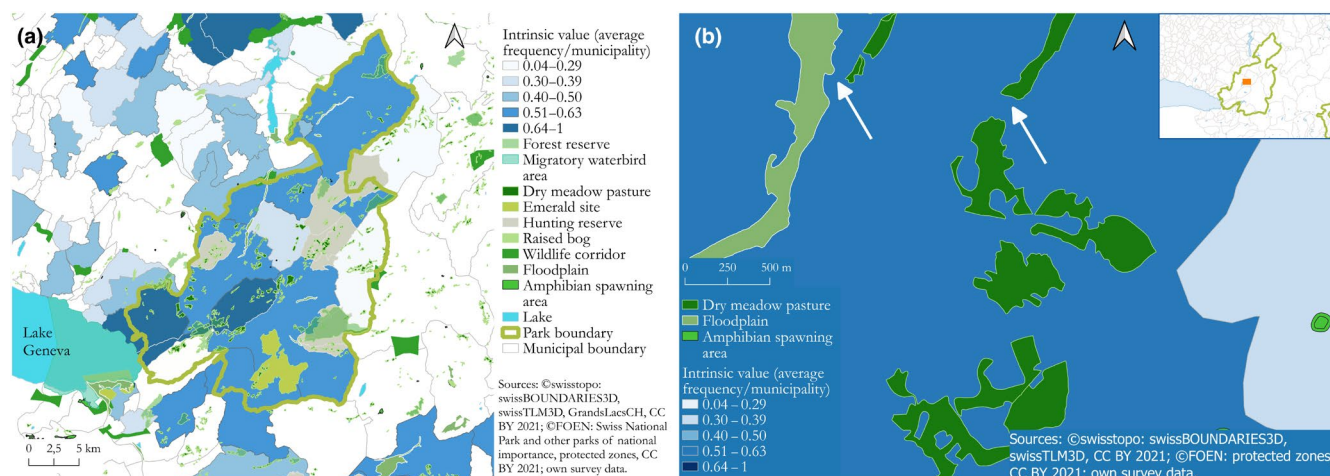 (a)
Intrinsic value (average
frequency/municipality)
0.04–0.29
0.30–0.39
0.40–0.50
0.51–0.63
0.64–1
Forest reserve
Migratory waterbird
area
Dry meadow pasture
Emerald site
Hunting reserve
Raised bog
Wildlife corridor
Floodplain
Amphibian spawning
area
Lake
Park boundary
Municipal boundary
Lake
Geneva
0 2.5 5 km
Sources: ©swisstopo:
swissBOUNDARIES3D,
swissTLM3D, GrandsLacsCH, CC
BY 2021; ©FOEN: Swiss National
Park and other parks of national
importance, protected zones, CC
BY 2021; own survey data.
(b)
0 250 500 m
Dry meadow pasture
Floodplain
Amphibian spawning
area
Intrinsic value (average
frequency/municipality)
0.04 – 0.29
0.30 – 0.39
0.40 – 0.50
0.51 – 0.63
0.64 – 1
Sources: ©swisstopo: swissBOUNDARIES3D,
swissTLM3D, CC BY 2021; ©FOEN: protected zones,
CC BY 2021; own survey data.